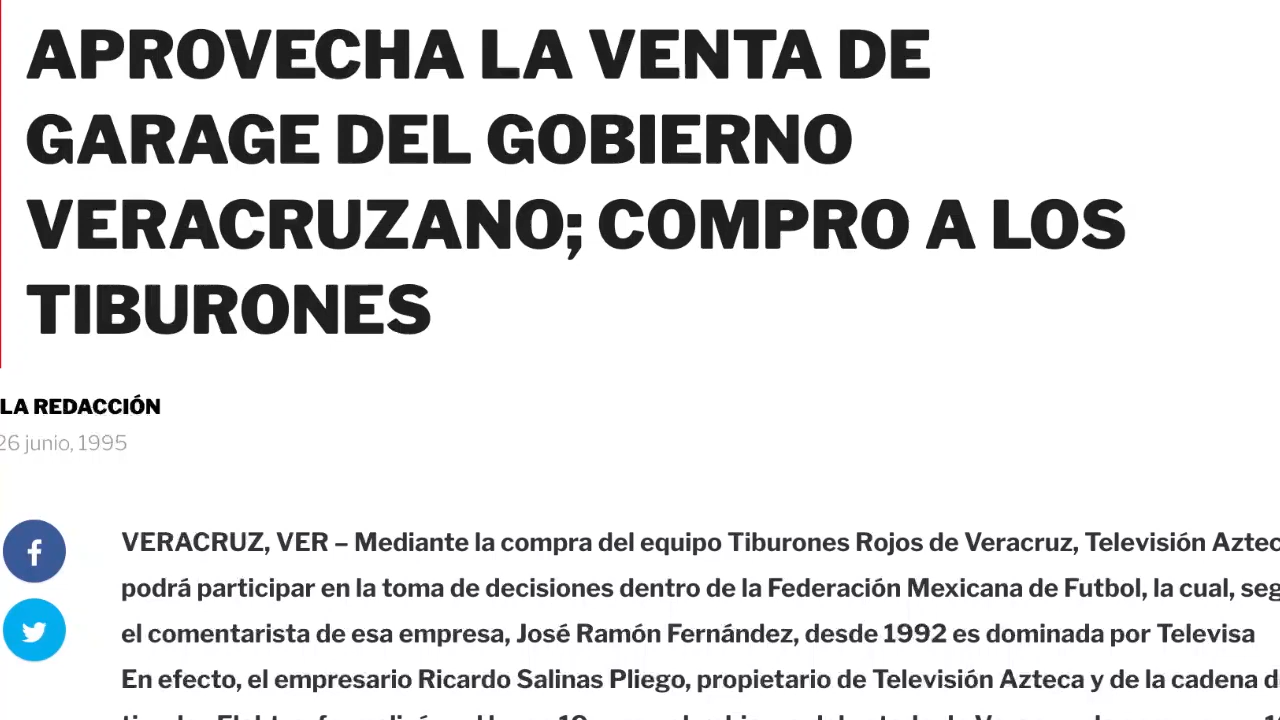 APROVECHA LA VENTA DE
GARAGE DEL GOBIERNO
VERACRUZANO; COMPRO A LOS
TIBURONES
LA REDACCIÓN
26 junio, 1995
VERACRUZ, VER – Mediante la compra del equipo Tiburones Rojos de Veracruz, Televisión Aztec
podrá participar en la toma de decisiones dentro de la Federación Mexicana de Futbol, la cual, seg
el comentarista de esa empresa, José Ramón Fernández, desde 1992 es dominada por Televisa
En efecto, el empresario Ricardo Salinas Pliego, propietario de Televisión Azteca y de la cadena d